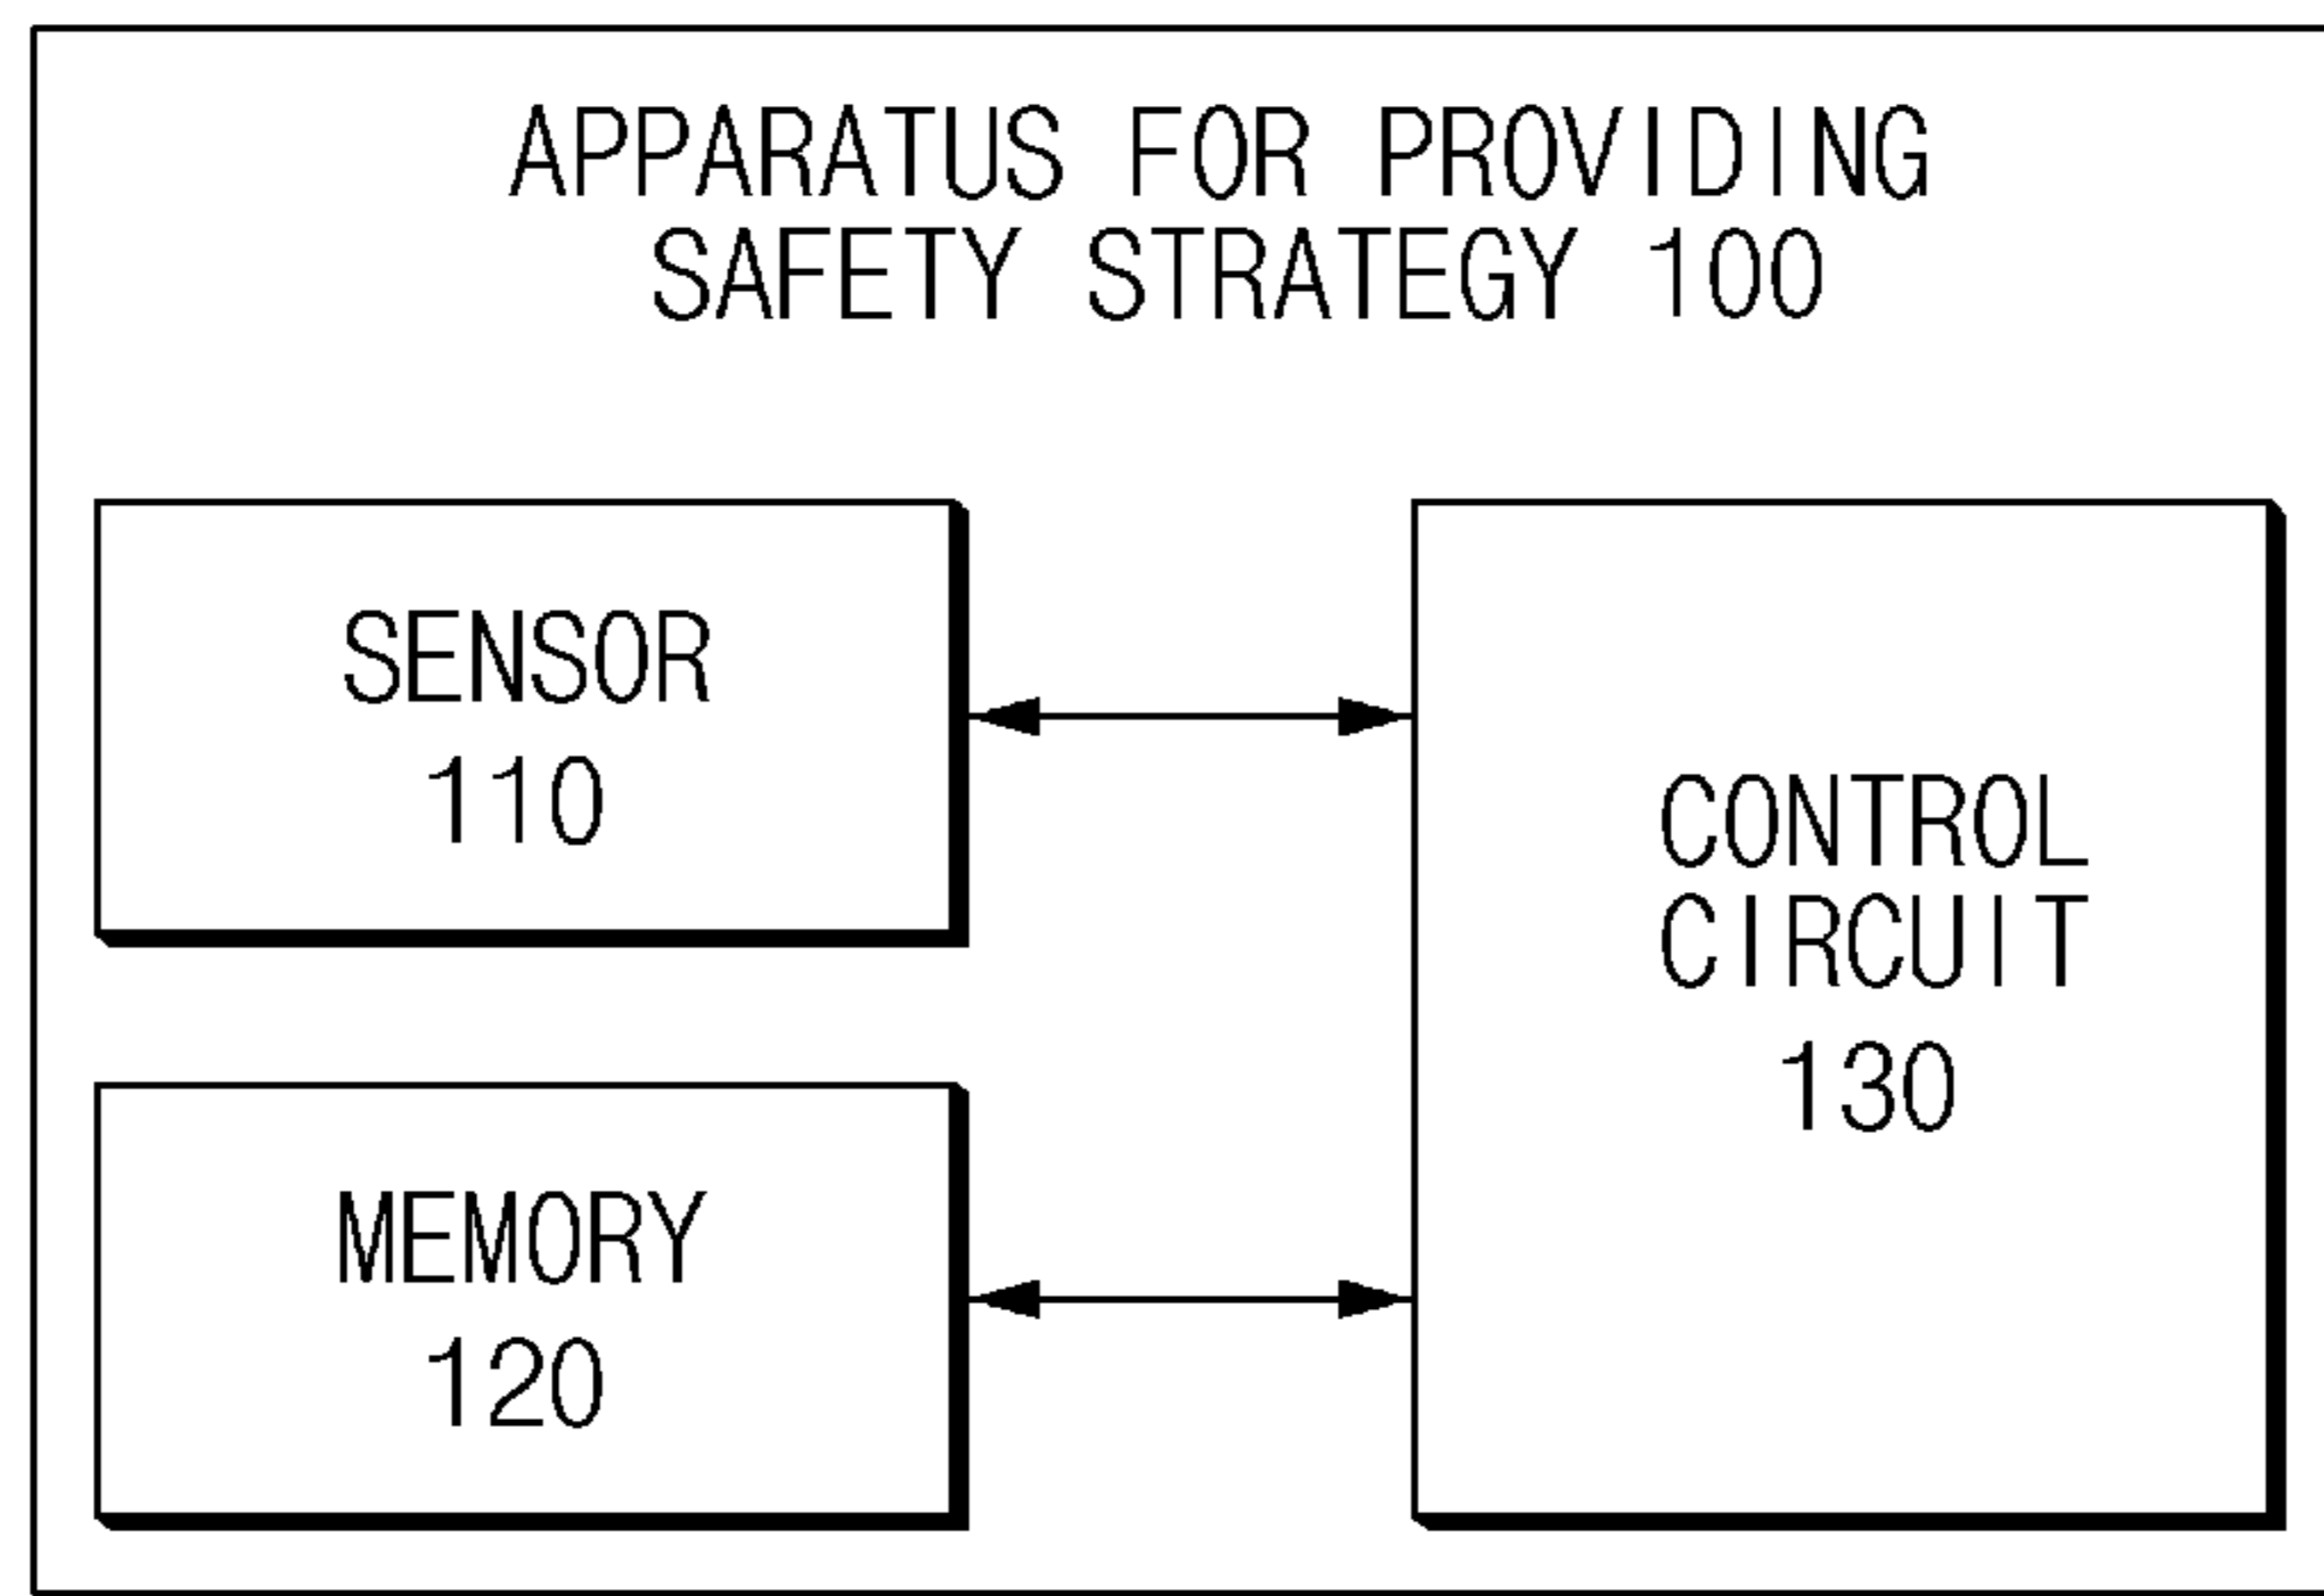 APPARATUS FOR PROVIDING
SAFETY STRATEGY 100
SENSOR
110
MEMORY
120
CONTROL
CIRCUIT
130